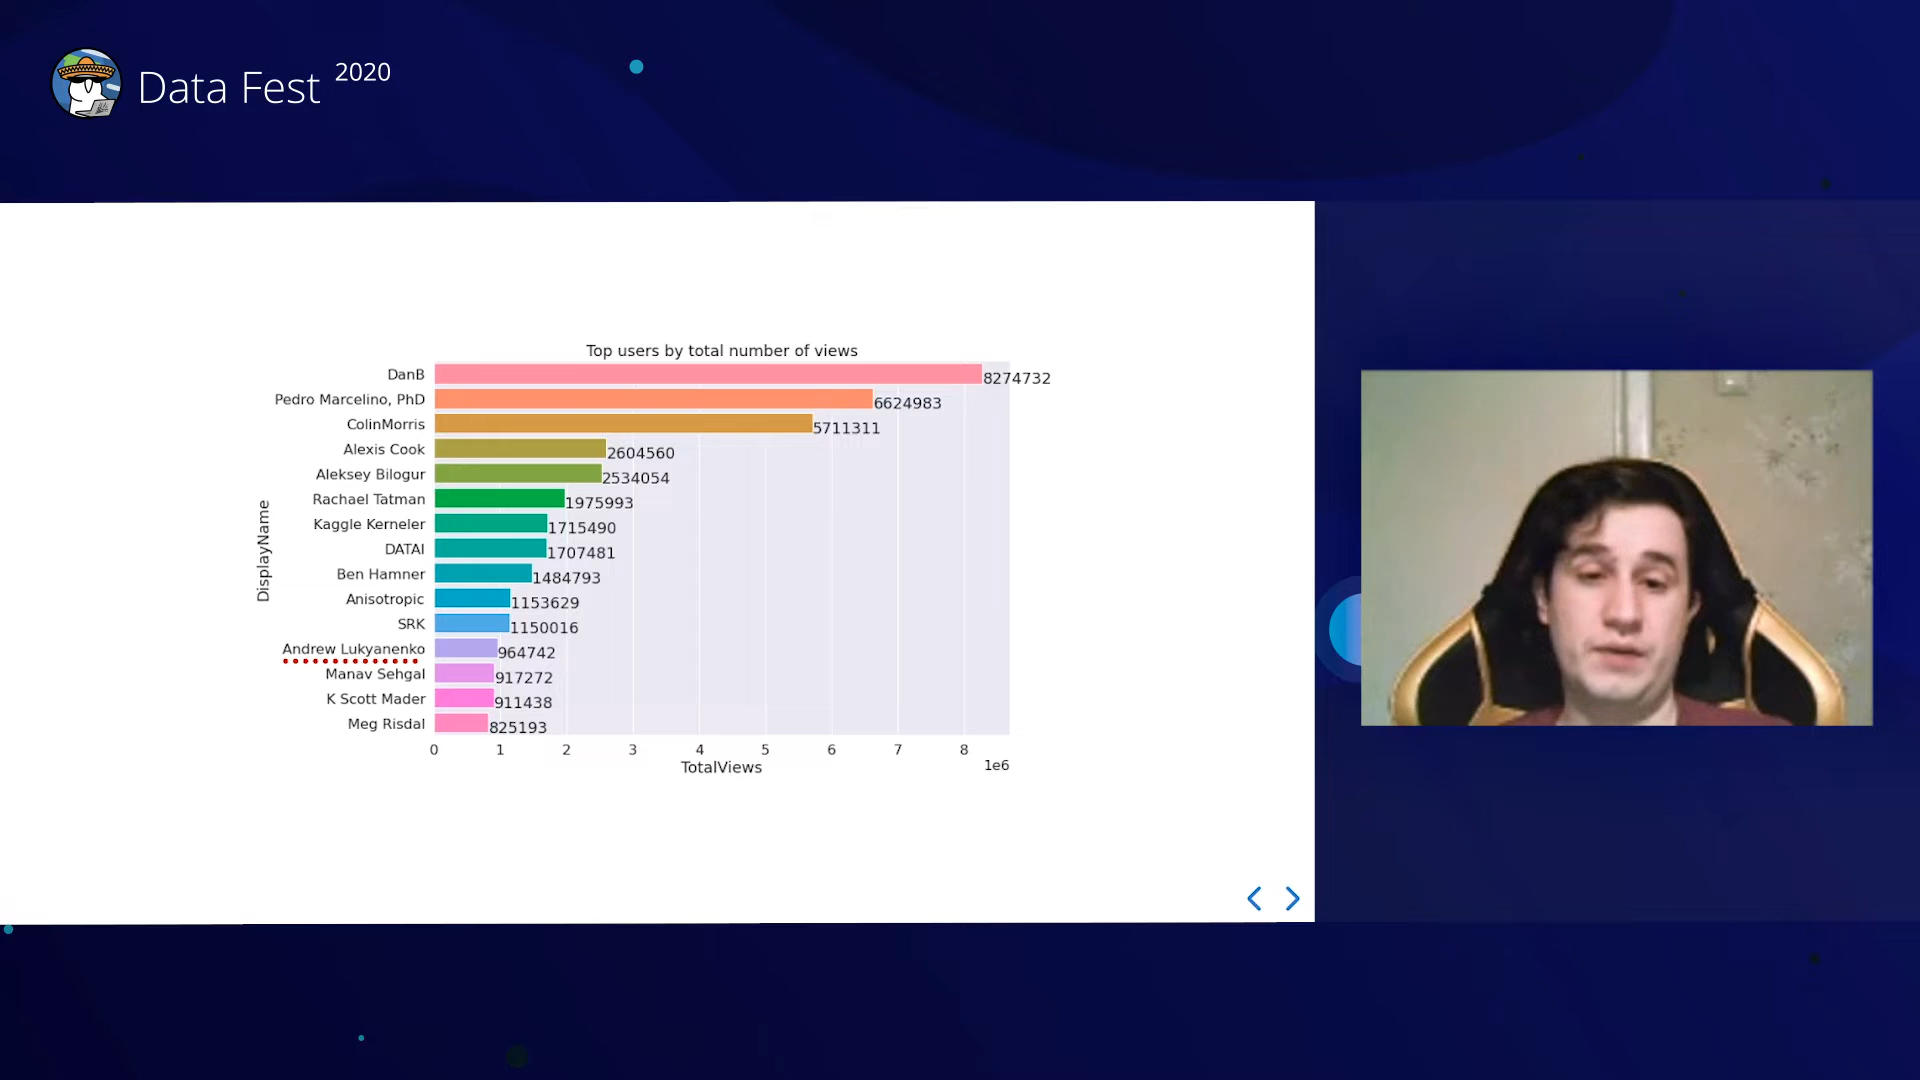 Data Fest 2020
Top users by total number of views
DanB 8274732
Pedro Marcelino, PhD 6624983
ColinMorris 5711311
Alexis Cook 2604560
Aleksey Bilogur 2534054
Rachael Tatman 1975993
Kaggle Kerneler 1715490
DATAI 1707481
Ben Hamner 1484793
Anisotropic 1153629
SRK 1150016
Andrew Lukyanenko 964742
Manav Sehgal 917272
K Scott Mader 911438
Meg Risdal 825193
DisplayName
0 1 2 3 4 5 6 7 8
1e6
TotalViews